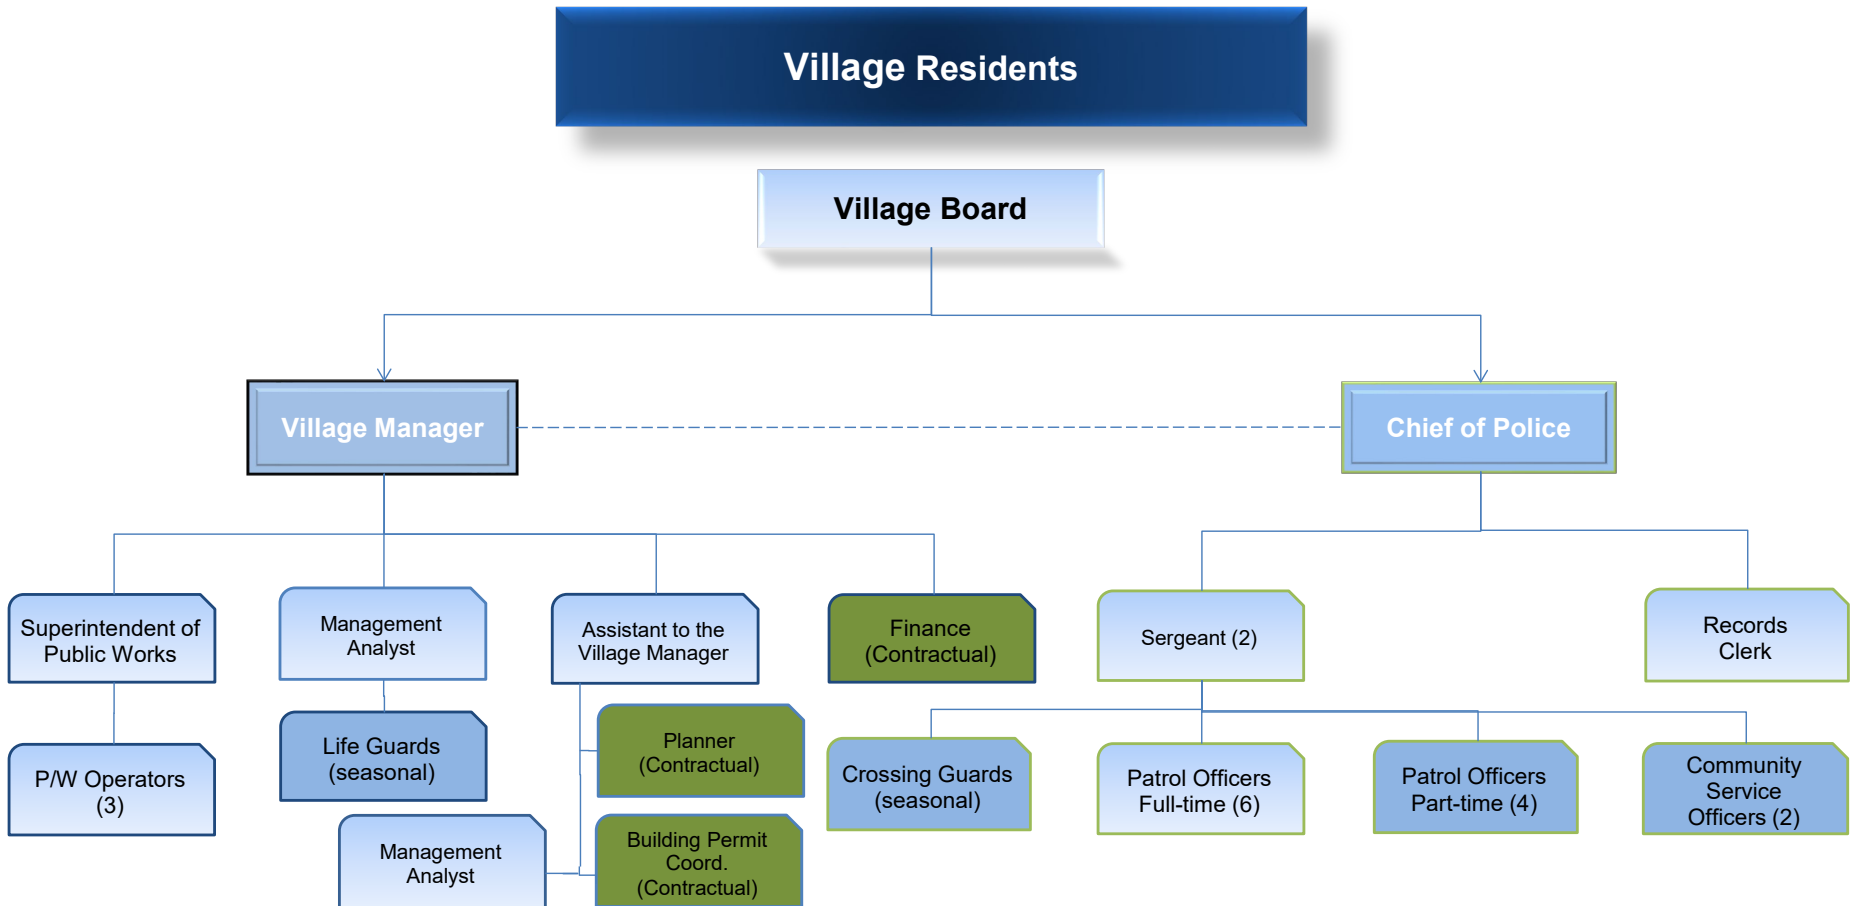 Village Residents
Village Board
Village Manager
Chief of Police
Superintendent of
Public Works
Management
Analyst
Assistant to the
Village Manager
Finance
(Contractual)
Sergeant (2)
Records
Clerk
Life Guards
(seasonal)
Planner
(Contractual)
P/W Operators
(3)
Crossing Guards
(seasonal)
Patrol Officers
Full-time (6)
Patrol Officers
Part-time (4)
Community
Service
Officers (2)
Management
Analyst
Building Permit
Coord.
(Contractual)